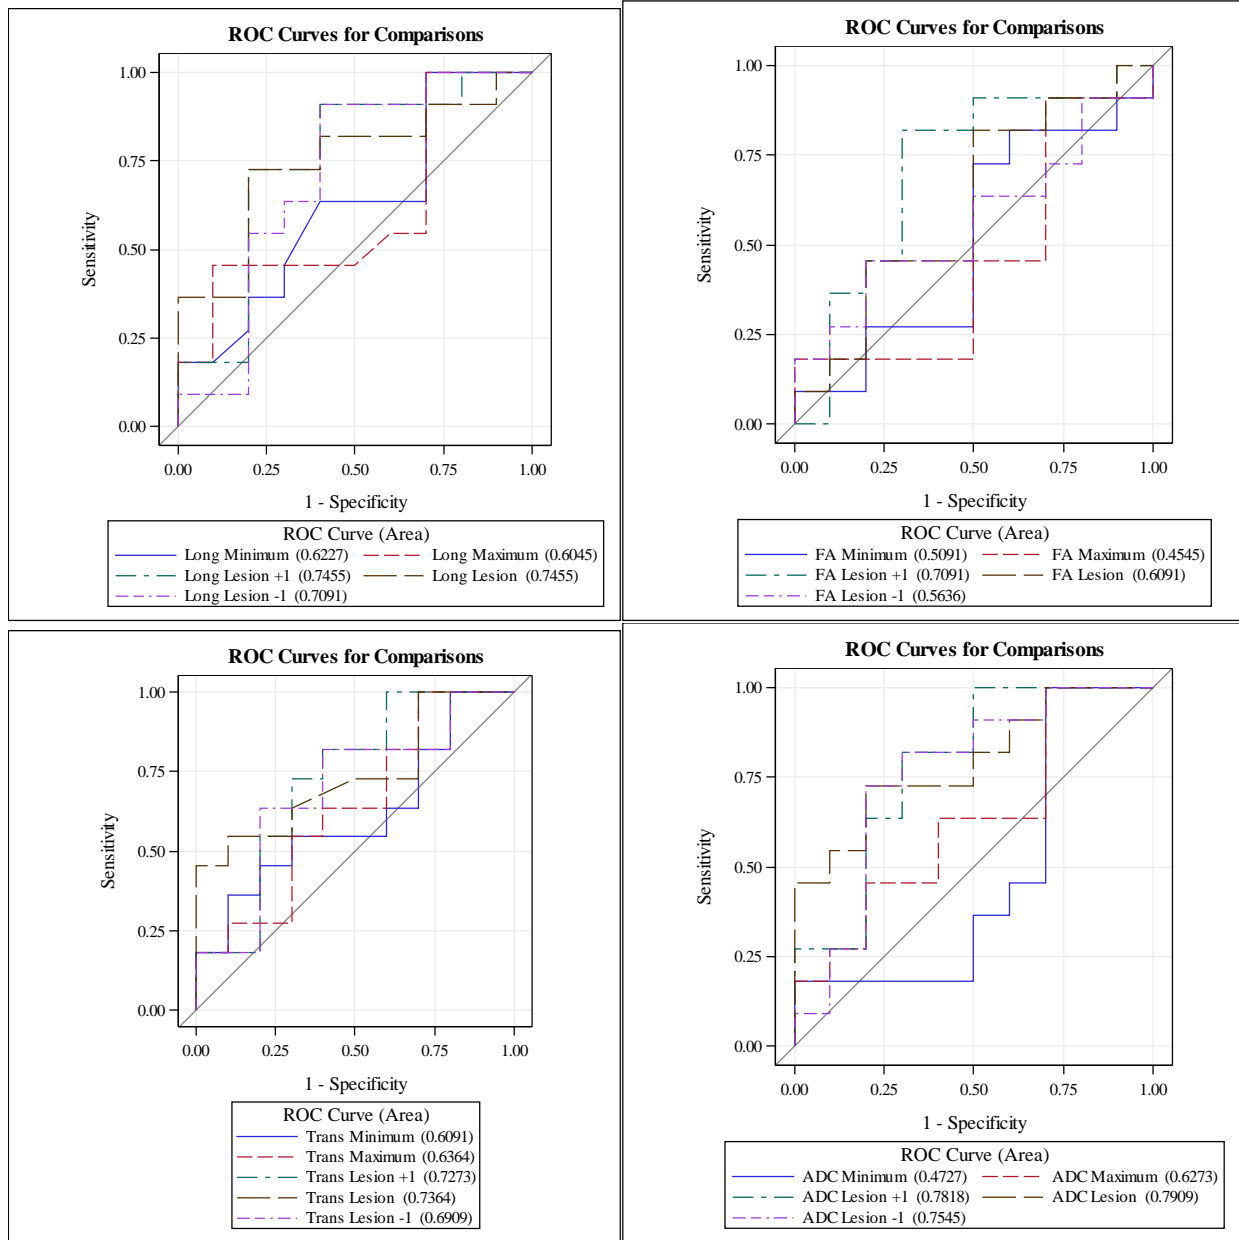 ROC Curves for Comparisons
1.00
0.75
0.50
0.25
0.00
Sensitivity
0.00 0.25 0.50 0.75 1.00
1 - Specificity
ROC Curve (Area)
Long Minimum (0.6227) Long Maximum (0.6045)
Long Lesion +1 (0.7455) Long Lesion (0.7455)
Long Lesion -1 (0.7091)
ROC Curves for Comparisons
1.00
0.75
0.50
0.25
0.00
Sensitivity
0.00 0.25 0.50 0.75 1.00
1 - Specificity
ROC Curve (Area)
FA Minimum (0.5091) FA Maximum (0.4545)
FA Lesion +1 (0.7091) FA Lesion (0.6091)
FA Lesion -1 (0.5636)
ROC Curves for Comparisons
1.00
0.75
0.50
0.25
0.00
Sensitivity
0.00 0.25 0.50 0.75 1.00
1 - Specificity
ROC Curve (Area)
Trans Minimum (0.6091)
Trans Maximum (0.6364)
Trans Lesion +1 (0.7273)
Trans Lesion (0.7364)
Trans Lesion -1 (0.6909)
ROC Curves for Comparisons
1.00
0.75
0.50
0.25
0.00
Sensitivity
0.00 0.25 0.50 0.75 1.00
1 - Specificity
ROC Curve (Area)
ADC Minimum (0.4727) ADC Maximum (0.6273)
ADC Lesion +1 (0.7818) ADC Lesion (0.7909)
ADC Lesion -1 (0.7545)